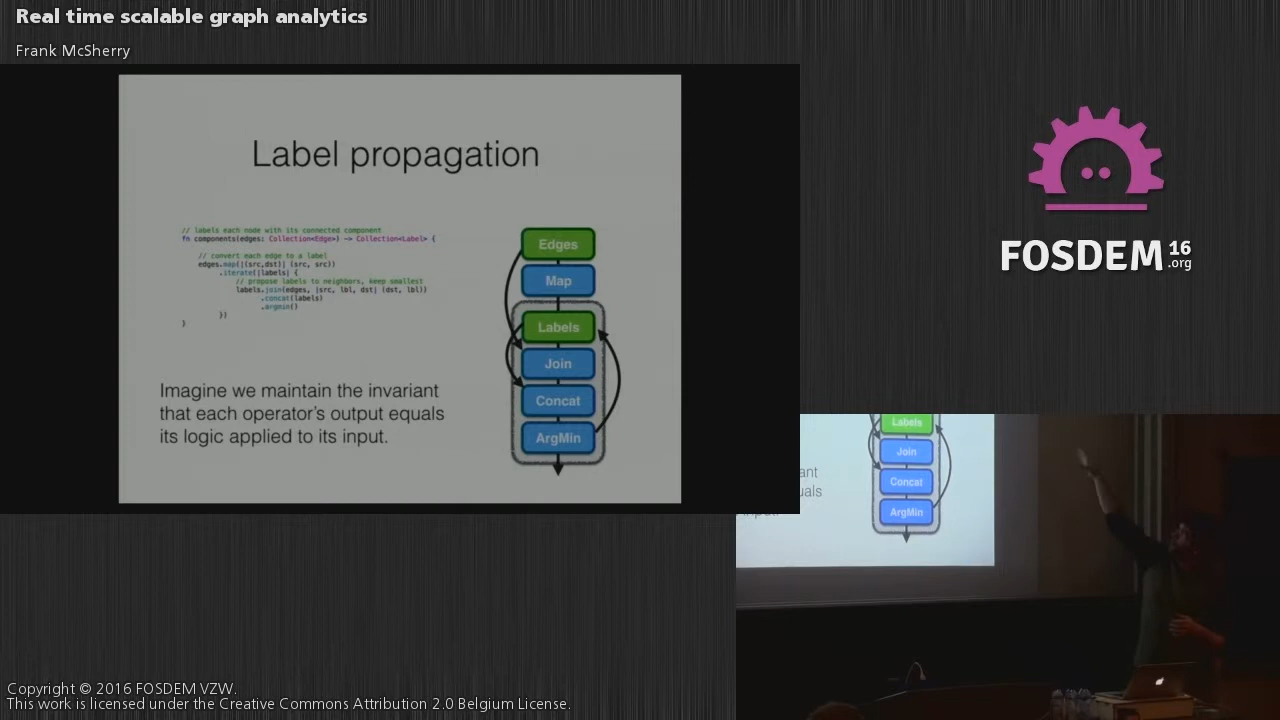 Real time scalable graph analytics
Frank McSherry
Label propagation
// labels each node with its connected component
fn components(edges: Collection<Edge>) -> Collection<Label> {
// convert each edge to a label
edges.map(|(src,dst)| (src, src))
.iterate(|labels| {
// propose labels to neighbors, keep smallest
labels.join(edges, |src, lbl, dst| (dst, lbl))
.concat(labels)
.argmin()
})
}
Imagine we maintain the invariant
that each operator's output equals
its logic applied to its input.
Edges
Map
Labels
Join
Concat
ArgMin
FOSDEM 16
.org
Labels
Join
Concat
ArgMin
Copyright © 2016 FOSDEM VZW.
This work is licensed under the Creative Commons Attribution 2.0 Belgium License.